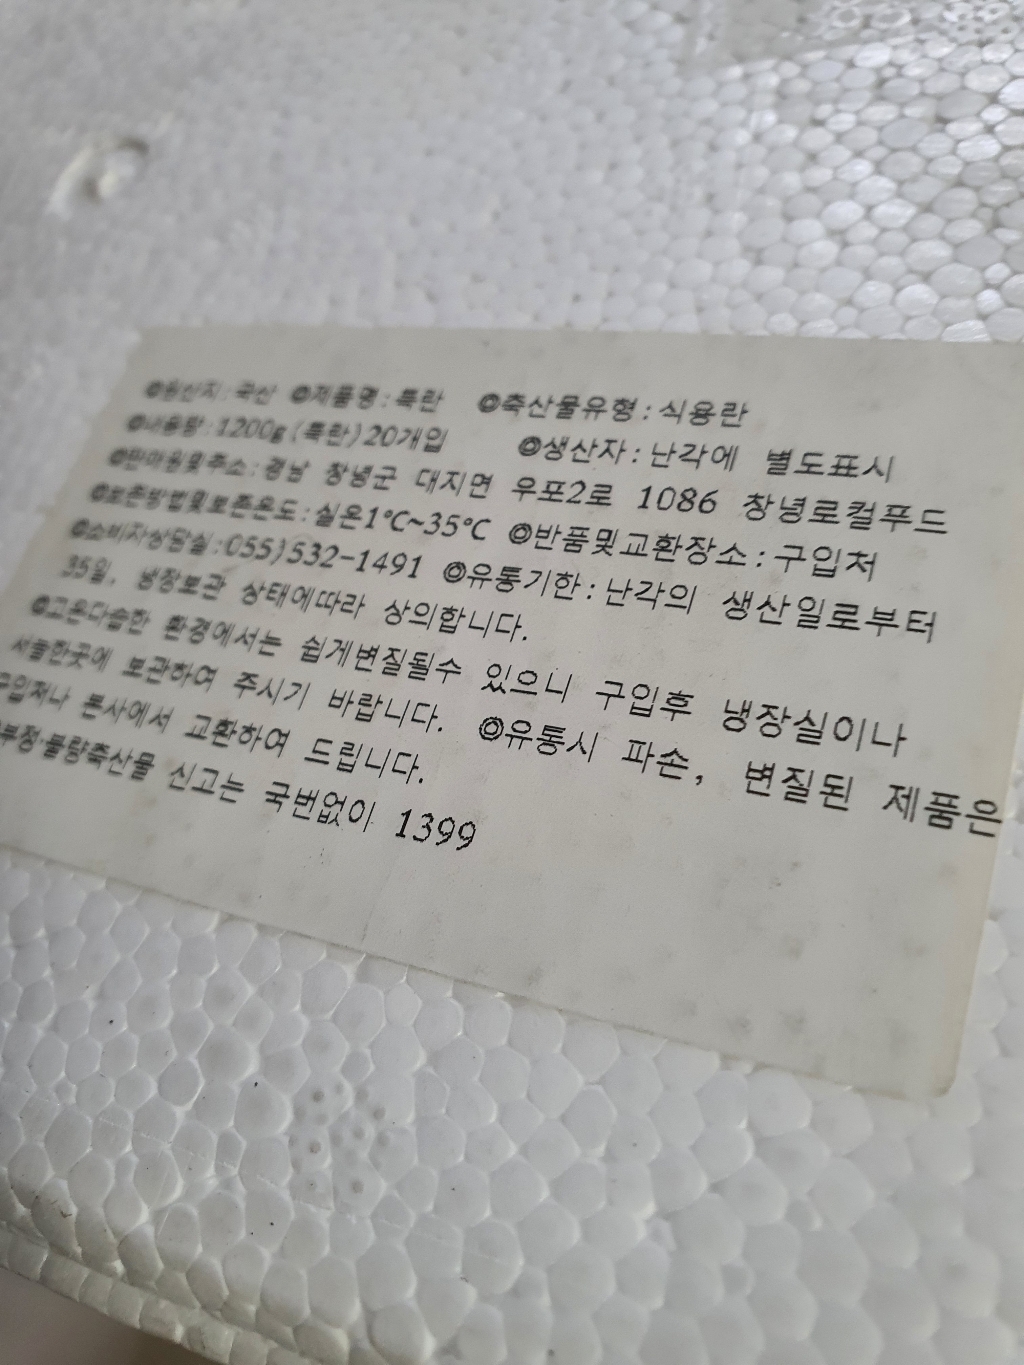 ◎원산지:국산 ◎제품명:특란 ◎축산물유형:식용란
◎내용량:1200g(특란)20개입 ◎생산자:난각에 별도표시
◎판매원및주소:경남 창녕군 대지면 우포2로 1086 창녕로컬푸드
◎보존방법및보존온도:실온1℃~35℃ ◎반품및교환장소:구입처
◎소비자상담실:055)532-1491 ◎유통기한:난각의 생산일로부터
35일, 냉장보관 상태에따라 상의합니다.
◎고온다습한 환경에서는 쉽게변질될수 있으니 구입후 냉장실이나
서늘한곳에 보관하여 주시기 바랍니다. ◎유통시 파손, 변질된 제품은
구입처나 본사에서 교환하여 드립니다.
◎부정·불량축산물 신고는 국번없이 1399